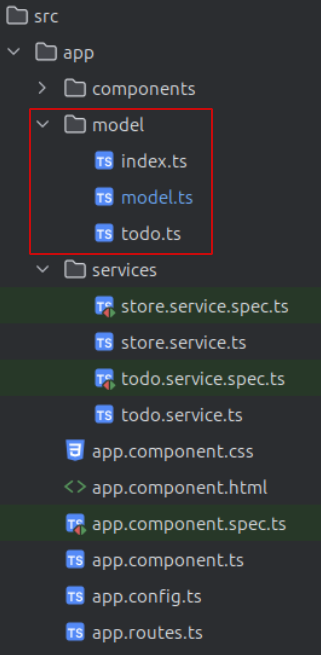 src
app
components
model
TS index.ts
TS model.ts
TS todo.ts
services
TS store.service.spec.ts
TS store.service.ts
TS todo.service.spec.ts
TS todo.service.ts
app.component.css
<> app.component.html
TS app.component.spec.ts
TS app.component.ts
TS app.config.ts
TS app.routes.ts